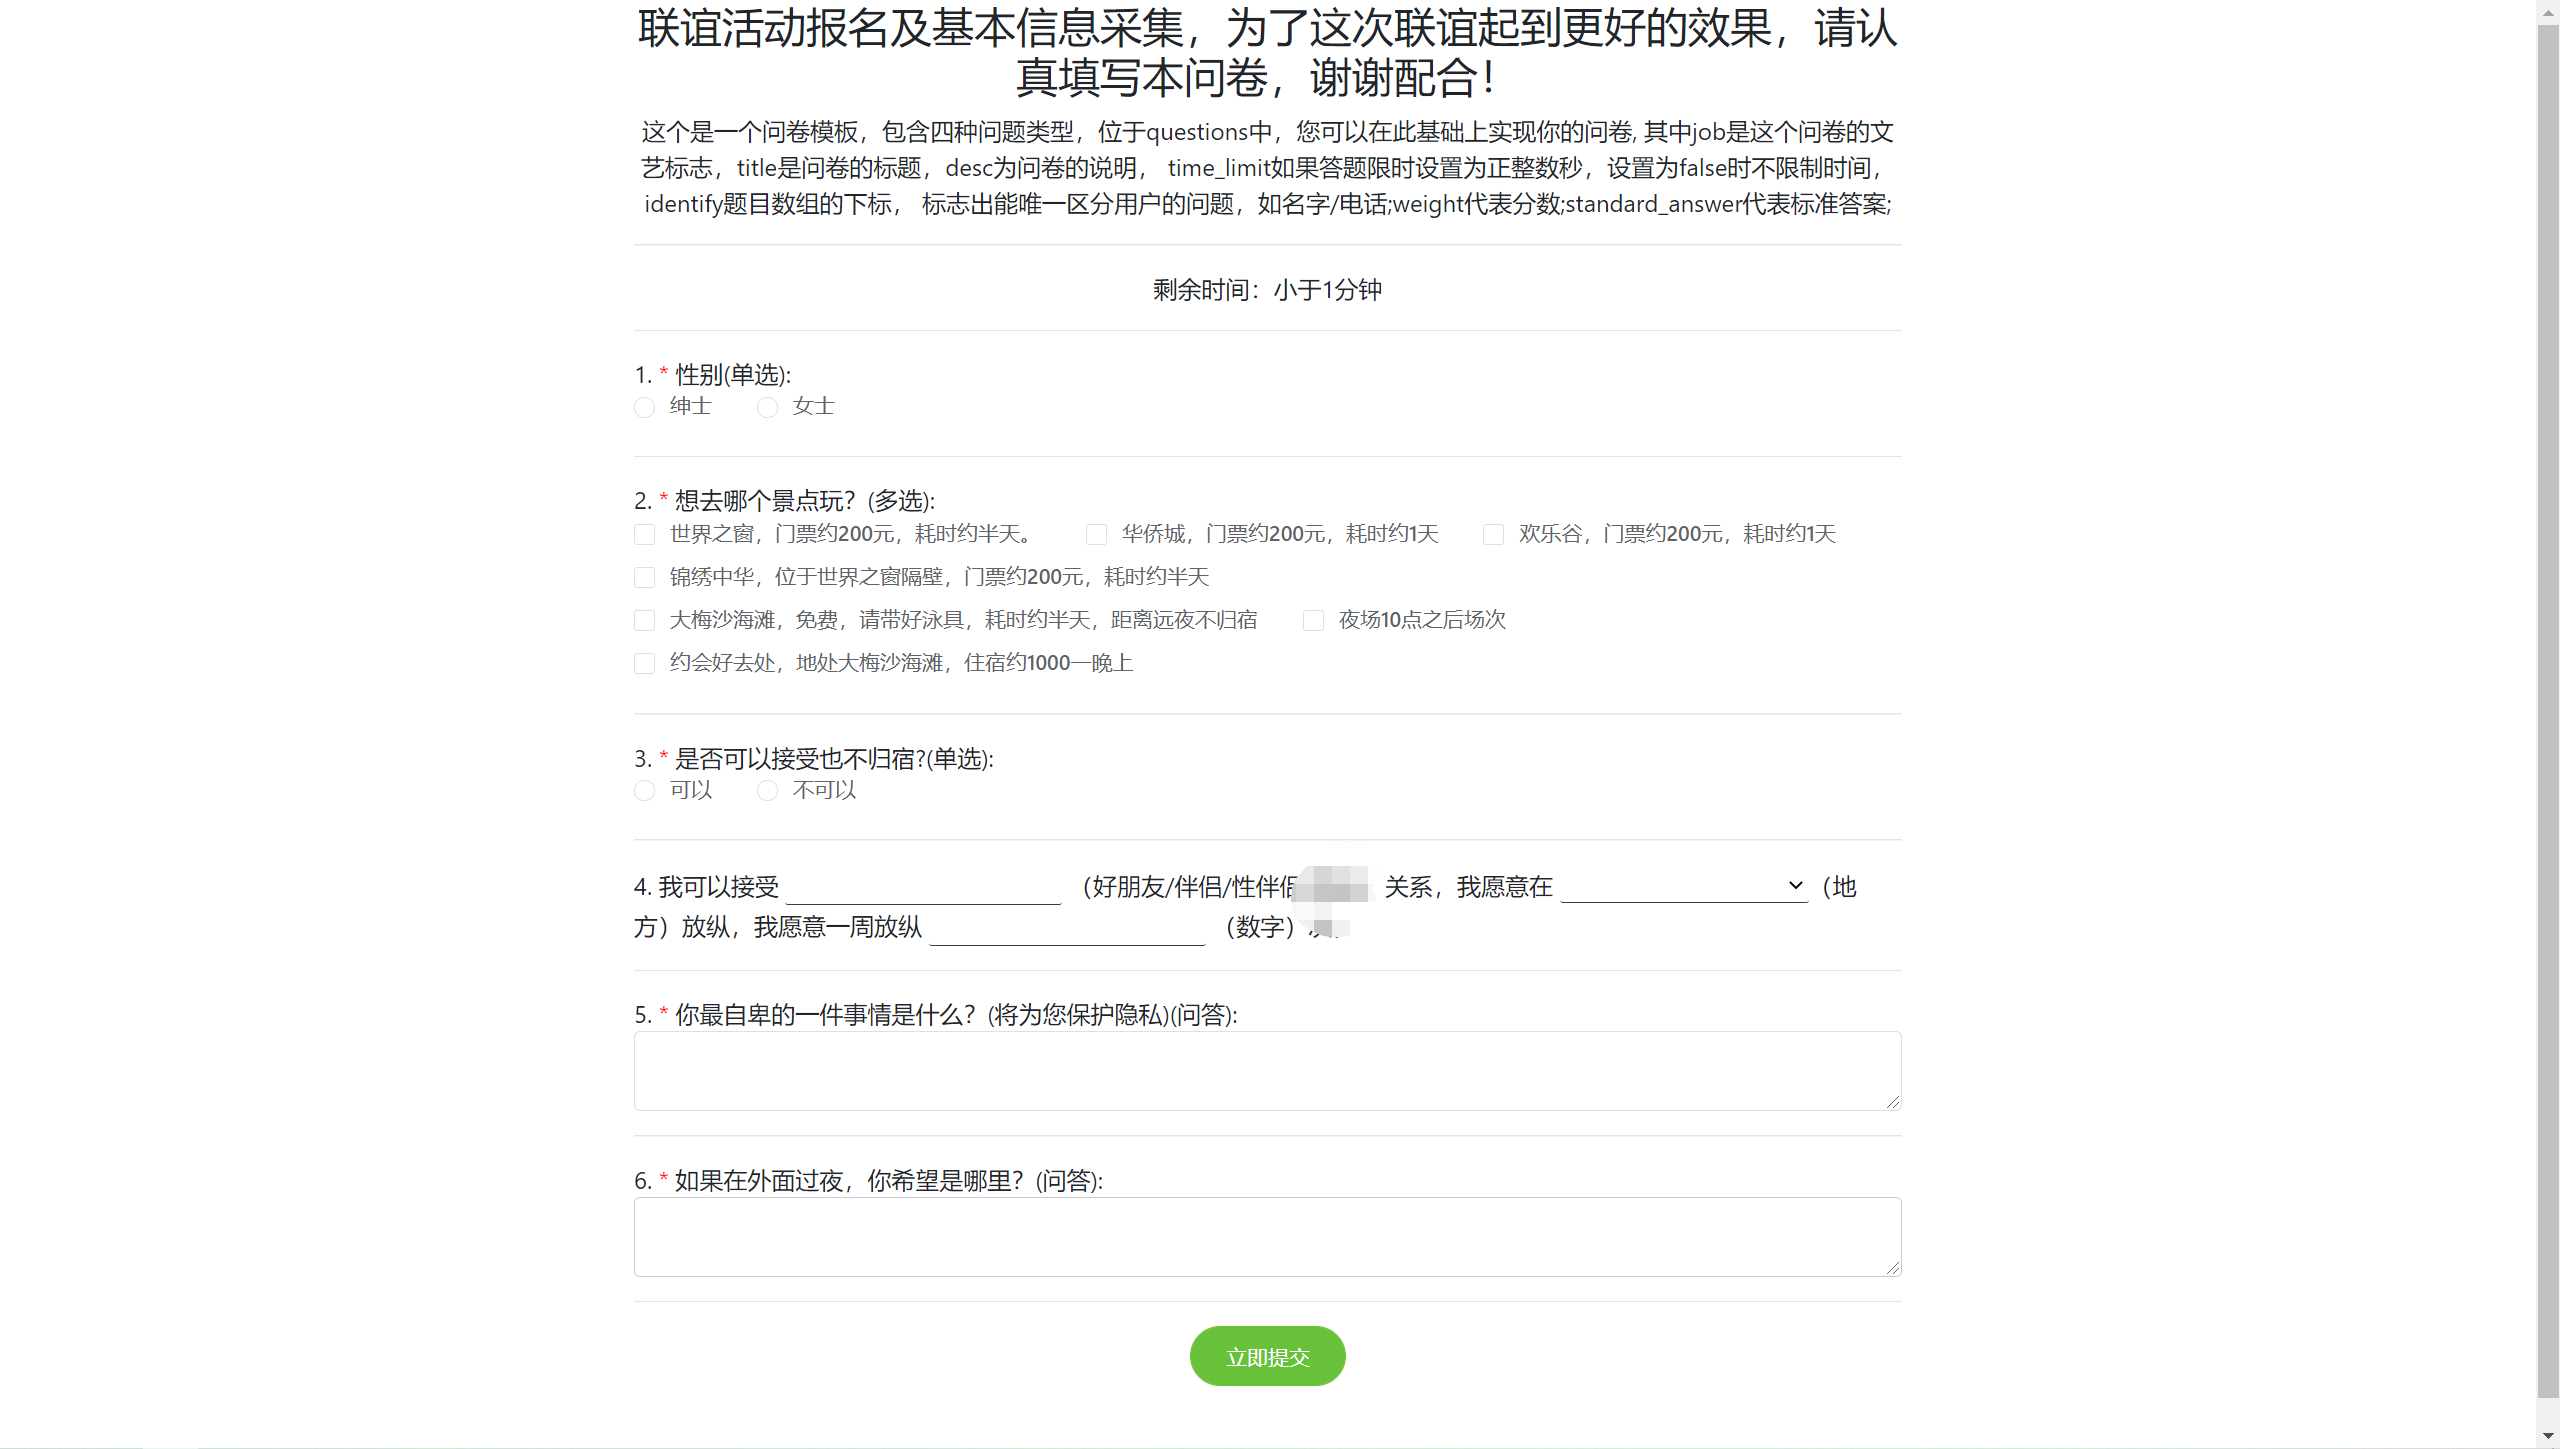 联谊活动报名及基本信息采集，为了这次联谊起到更好的效果，请认
真填写本问卷，谢谢配合！
这个是一个问卷模板，包含四种问题类型，位于questions中，您可以在此基础上实现你的问卷, 其中job是这个问卷的文
艺标志，title是问卷的标题，desc为问卷的说明， time_limit如果答题限时设置为正整数秒，设置为false时不限制时间，
identify题目数组的下标， 标志出能唯一区分用户的问题，如名字/电话;weight代表分数;standard_answer代表标准答案;
剩余时间：小于1分钟
1. * 性别(单选):
绅士 女士
2. * 想去哪个景点玩？(多选):
世界之窗，门票约200元，耗时约半天。 华侨城，门票约200元，耗时约1天 欢乐谷，门票约200元，耗时约1天
锦绣中华，位于世界之窗隔壁，门票约200元，耗时约半天
大梅沙海滩，免费，请带好泳具，耗时约半天，距离远夜不归宿 夜场10点之后场次
约会好去处，地处大梅沙海滩，住宿约1000一晚上
3. * 是否可以接受也不归宿?(单选):
可以 不可以
4. 我可以接受 （好朋友/伴侣/性伴侣 关系，我愿意在 （地
方）放纵，我愿意一周放纵 （数字）
5. * 你最自卑的一件事情是什么？(将为您保护隐私)(问答):
6. * 如果在外面过夜，你希望是哪里？(问答):
立即提交